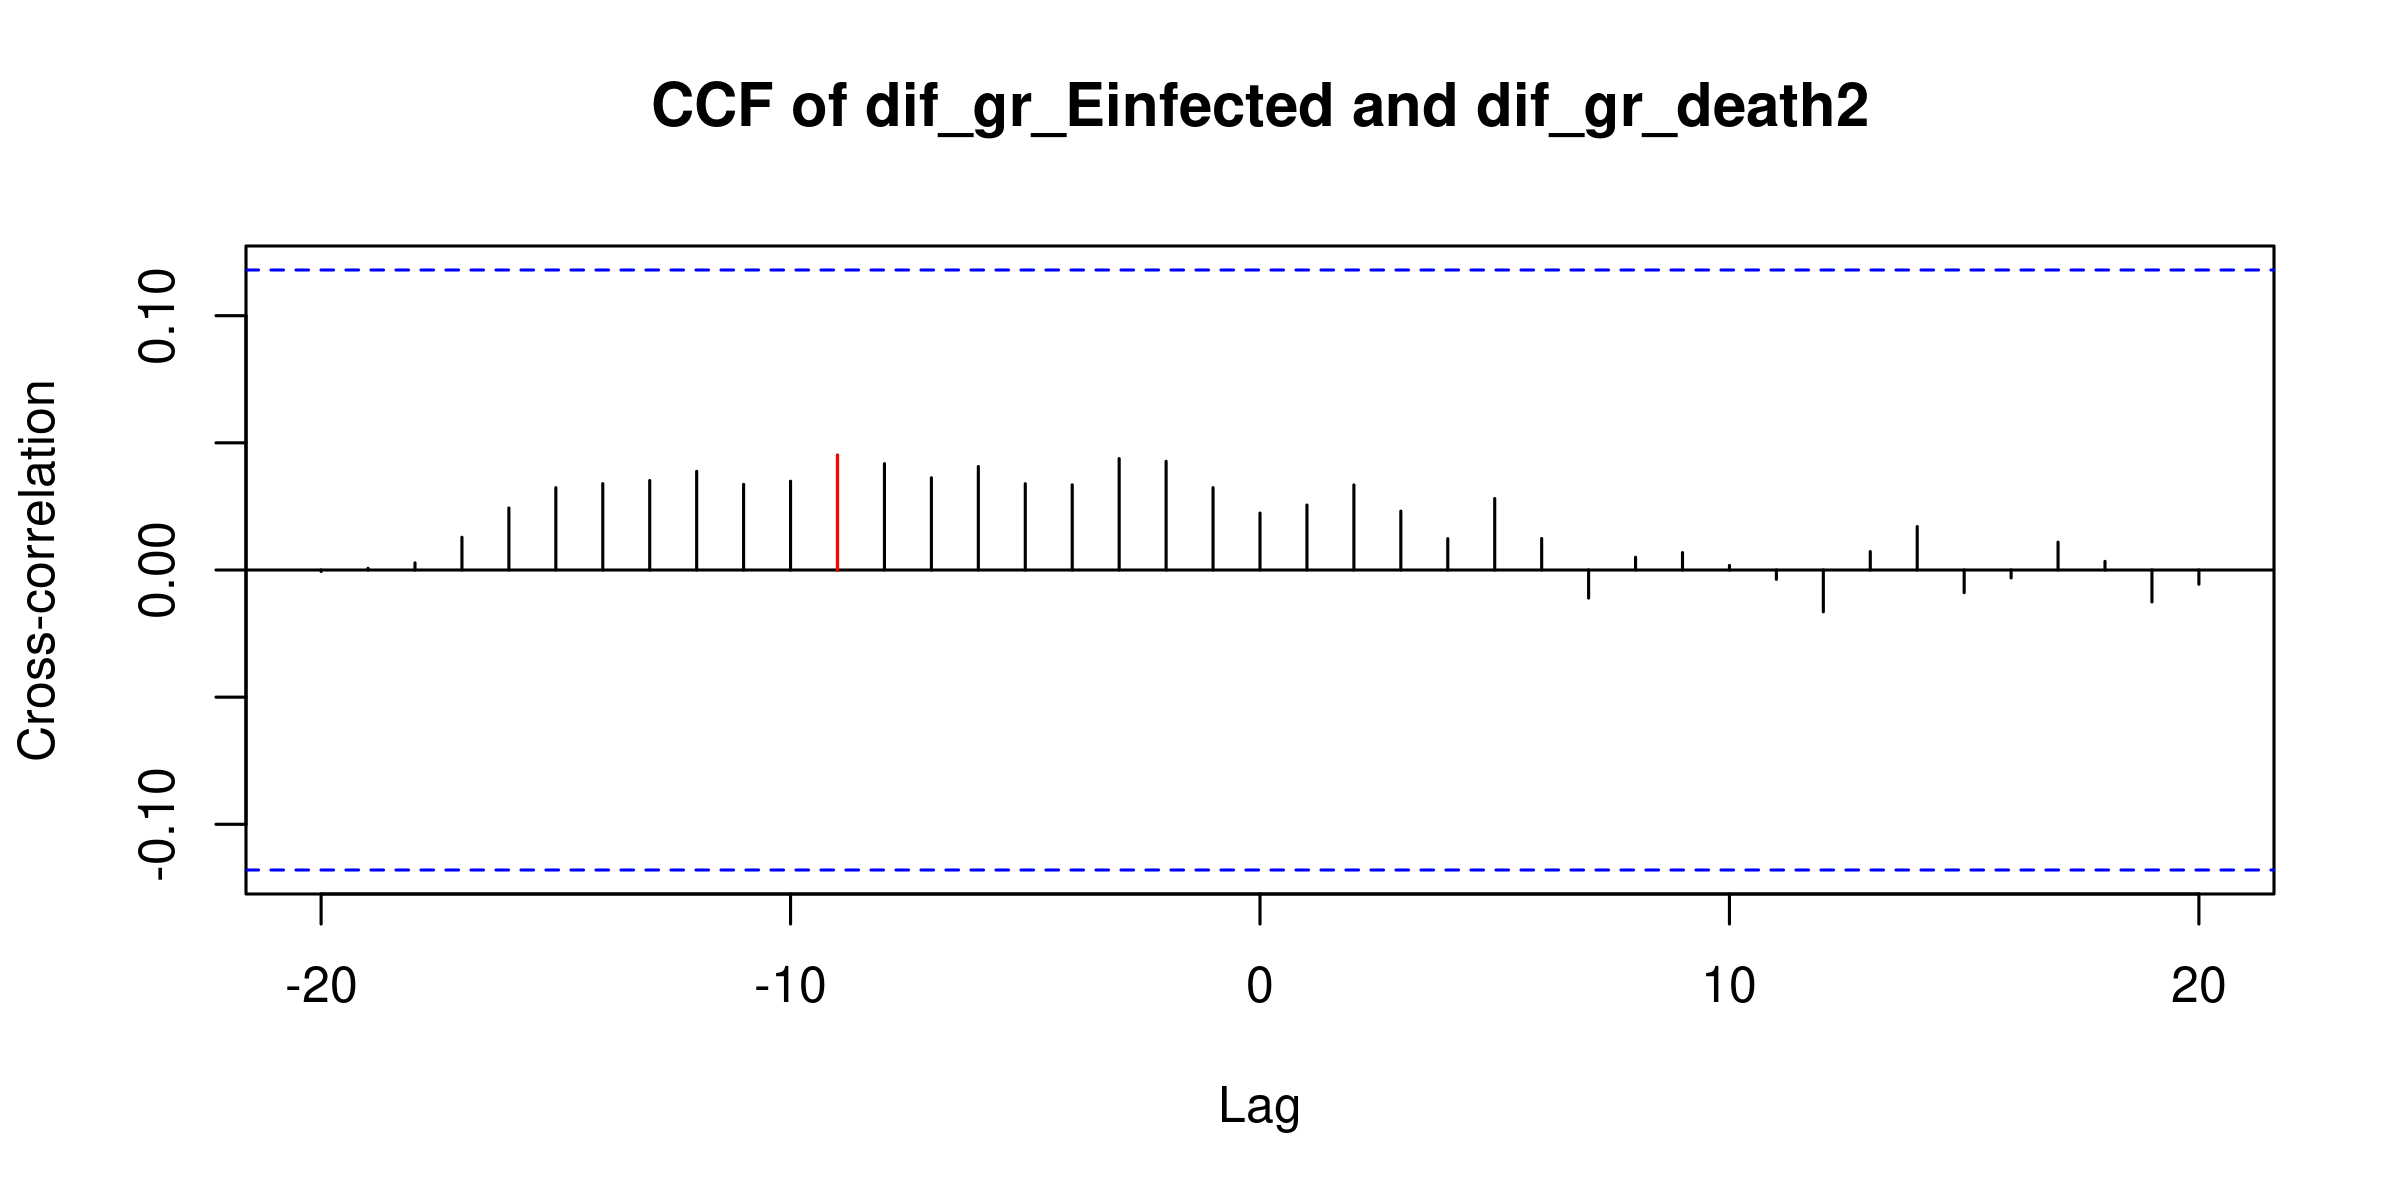 CCF of dif_gr_Einfected and dif_gr_death2
Cross-correlation
0.10
0.00
-0.10
-20 -10 0 10 20
Lag